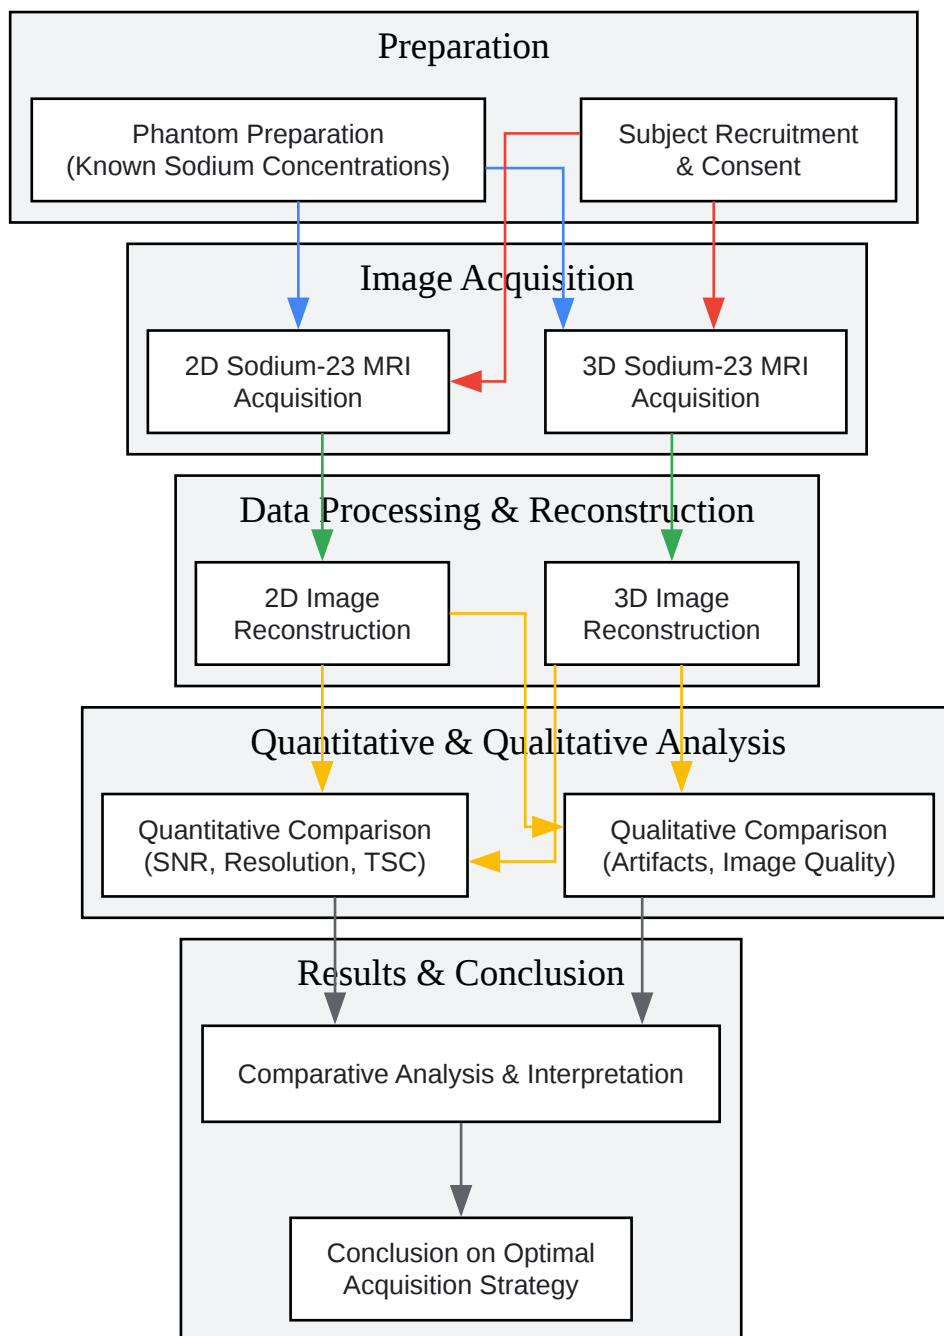 Preparation
Phantom Preparation
(Known Sodium Concentrations)
Subject Recruitment
& Consent
Image Acquisition
2D Sodium-23 MRI
Acquisition
3D Sodium-23 MRI
Acquisition
Data Processing & Reconstruction
2D Image
Reconstruction
3D Image
Reconstruction
Quantitative & Qualitative Analysis
Quantitative Comparison
(SNR, Resolution, TSC)
Qualitative Comparison
(Artifacts, Image Quality)
Results & Conclusion
Comparative Analysis & Interpretation
Conclusion on Optimal
Acquisition Strategy